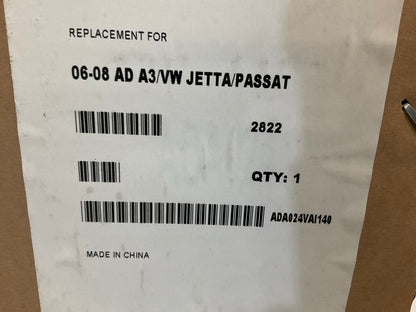 REPLACEMENT FOR
06-08 AD A3/VW JETTA/PASSAT
2822
QTY: 1
ADA024VAI140
MADE IN CHINA